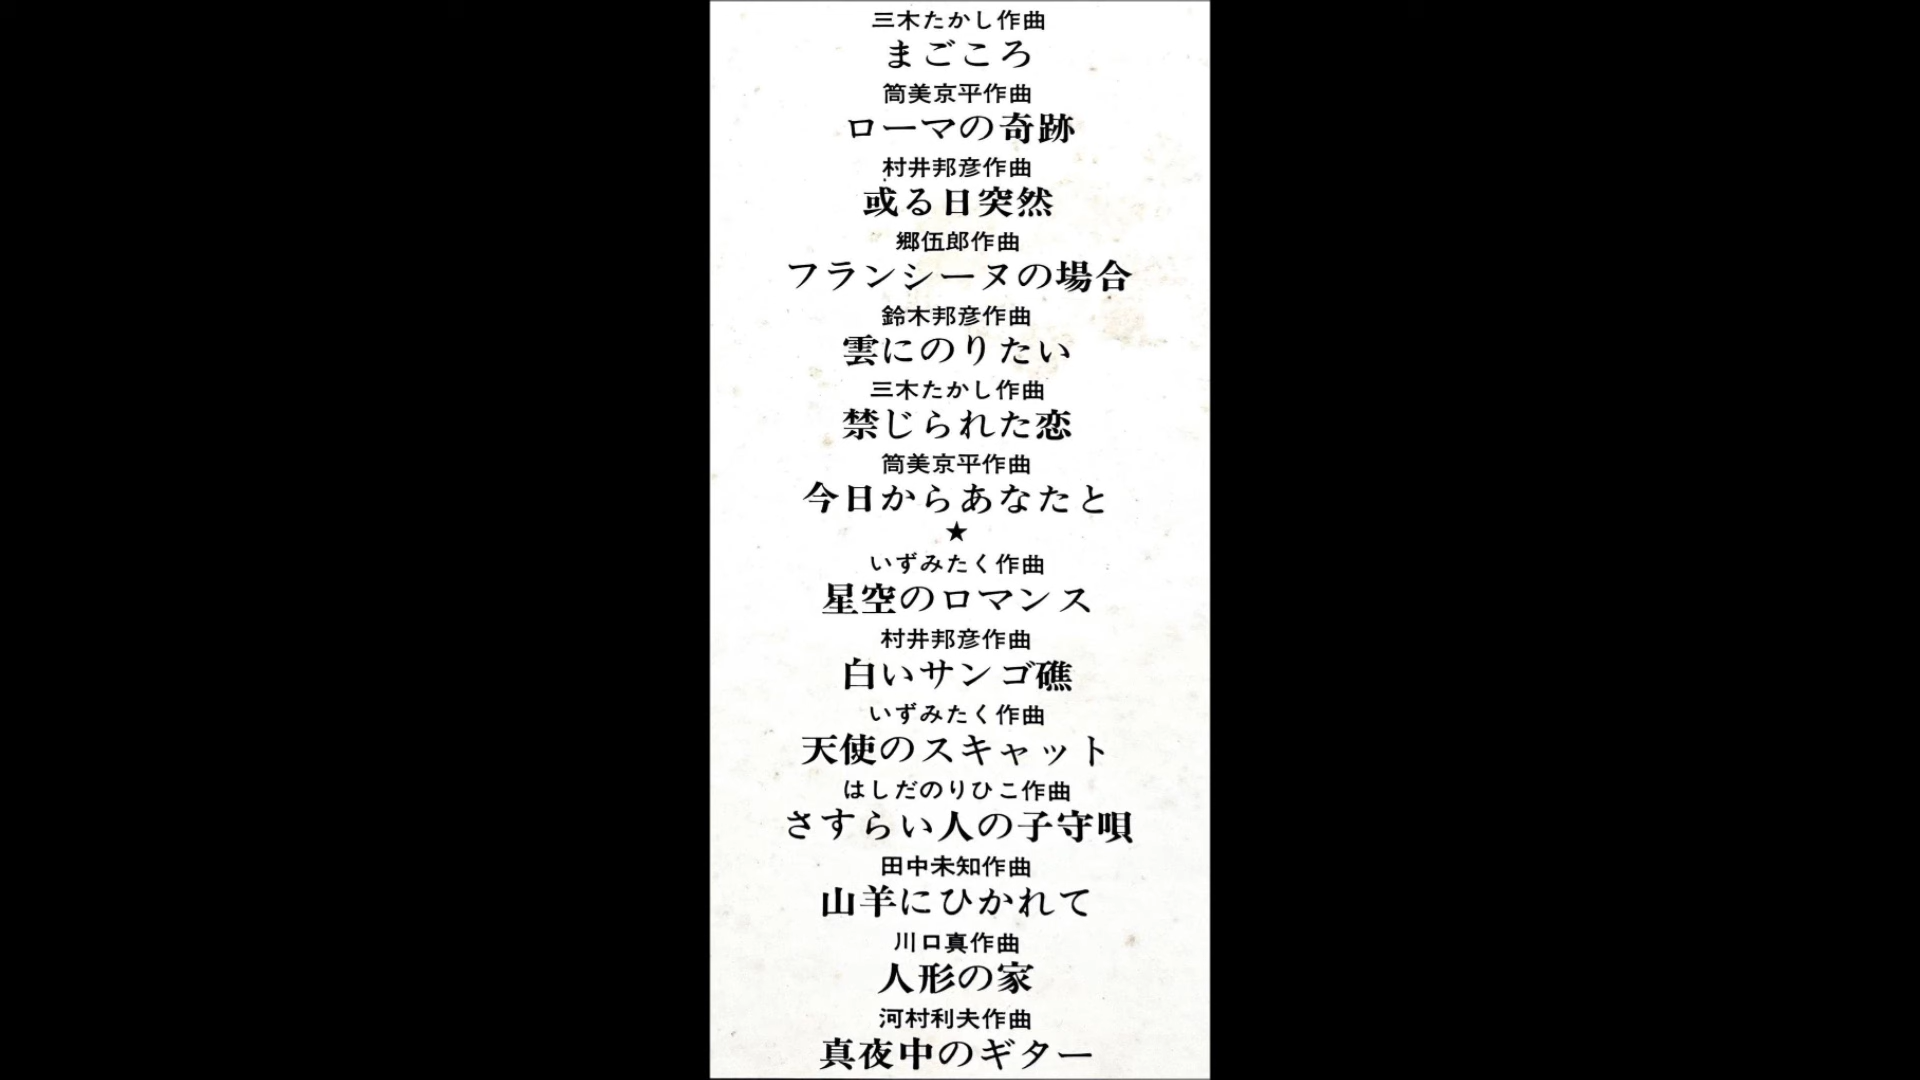 三木たかし作曲
まごころ
筒美京平作曲
ローマの奇跡
村井邦彦作曲
或る日突然
郷伍郎作曲
フランシーヌの場合
鈴木邦彦作曲
雲にのりたい
三木たかし作曲
禁じられた恋
筒美京平作曲
今日からあなたと
★
いずみたく作曲
星空のロマンス
村井邦彦作曲
白いサンゴ礁
いずみたく作曲
天使のスキャット
はしだのりひこ作曲
さすらい人の子守唄
田中未知作曲
山羊にひかれて
川口真作曲
人形の家
河村利夫作曲
真夜中のギター